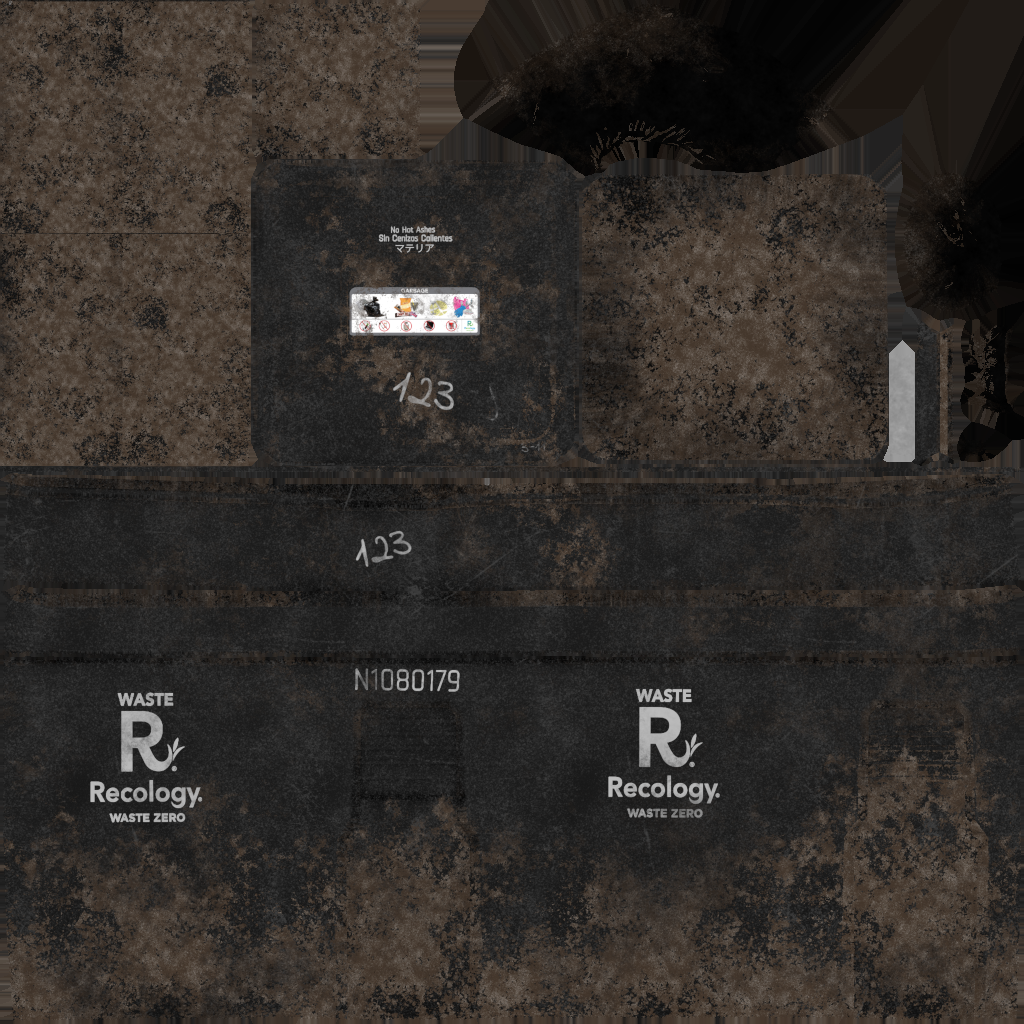 No Hot Ashes
Sin Cenizos Calientes
マテリア
GARBAGE
123
123
N1080179
WASTE
R
Recology.
WASTE ZERO
WASTE
R
Recology.
WASTE ZERO